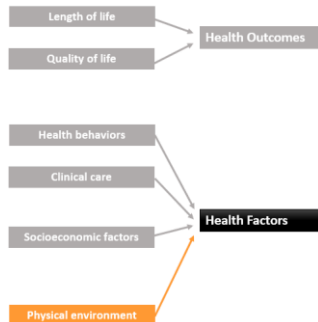 Length of life
Health Outcomes
Quality of life
Health behaviors
Clinical care
Health Factors
Socioeconomic factors
Physical environment